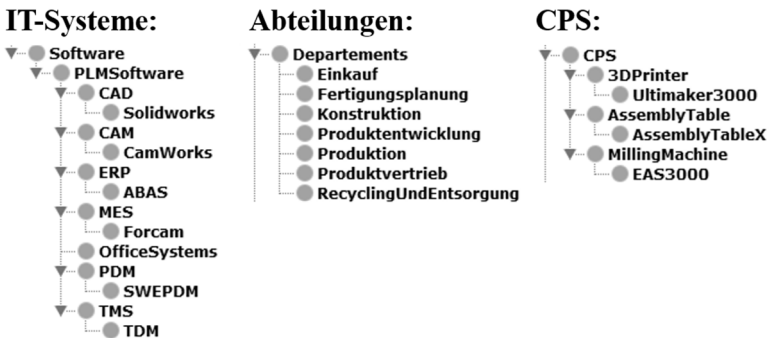 IT-Systeme:
Software
PLMSoftware
CAD
Solidworks
CAM
CamWorks
ERP
ABAS
MES
Forcam
OfficeSystems
PDM
SWEPDM
TMS
TDM
Abteilungen:
Departements
Einkauf
Fertigungsplanung
Konstruktion
Produktentwicklung
Produktion
Produktvertrieb
RecyclingUndEntsorgung
CPS:
CPS
3DPrinter
Ultimaker3000
AssemblyTable
AssemblyTableX
MillingMachine
EAS3000